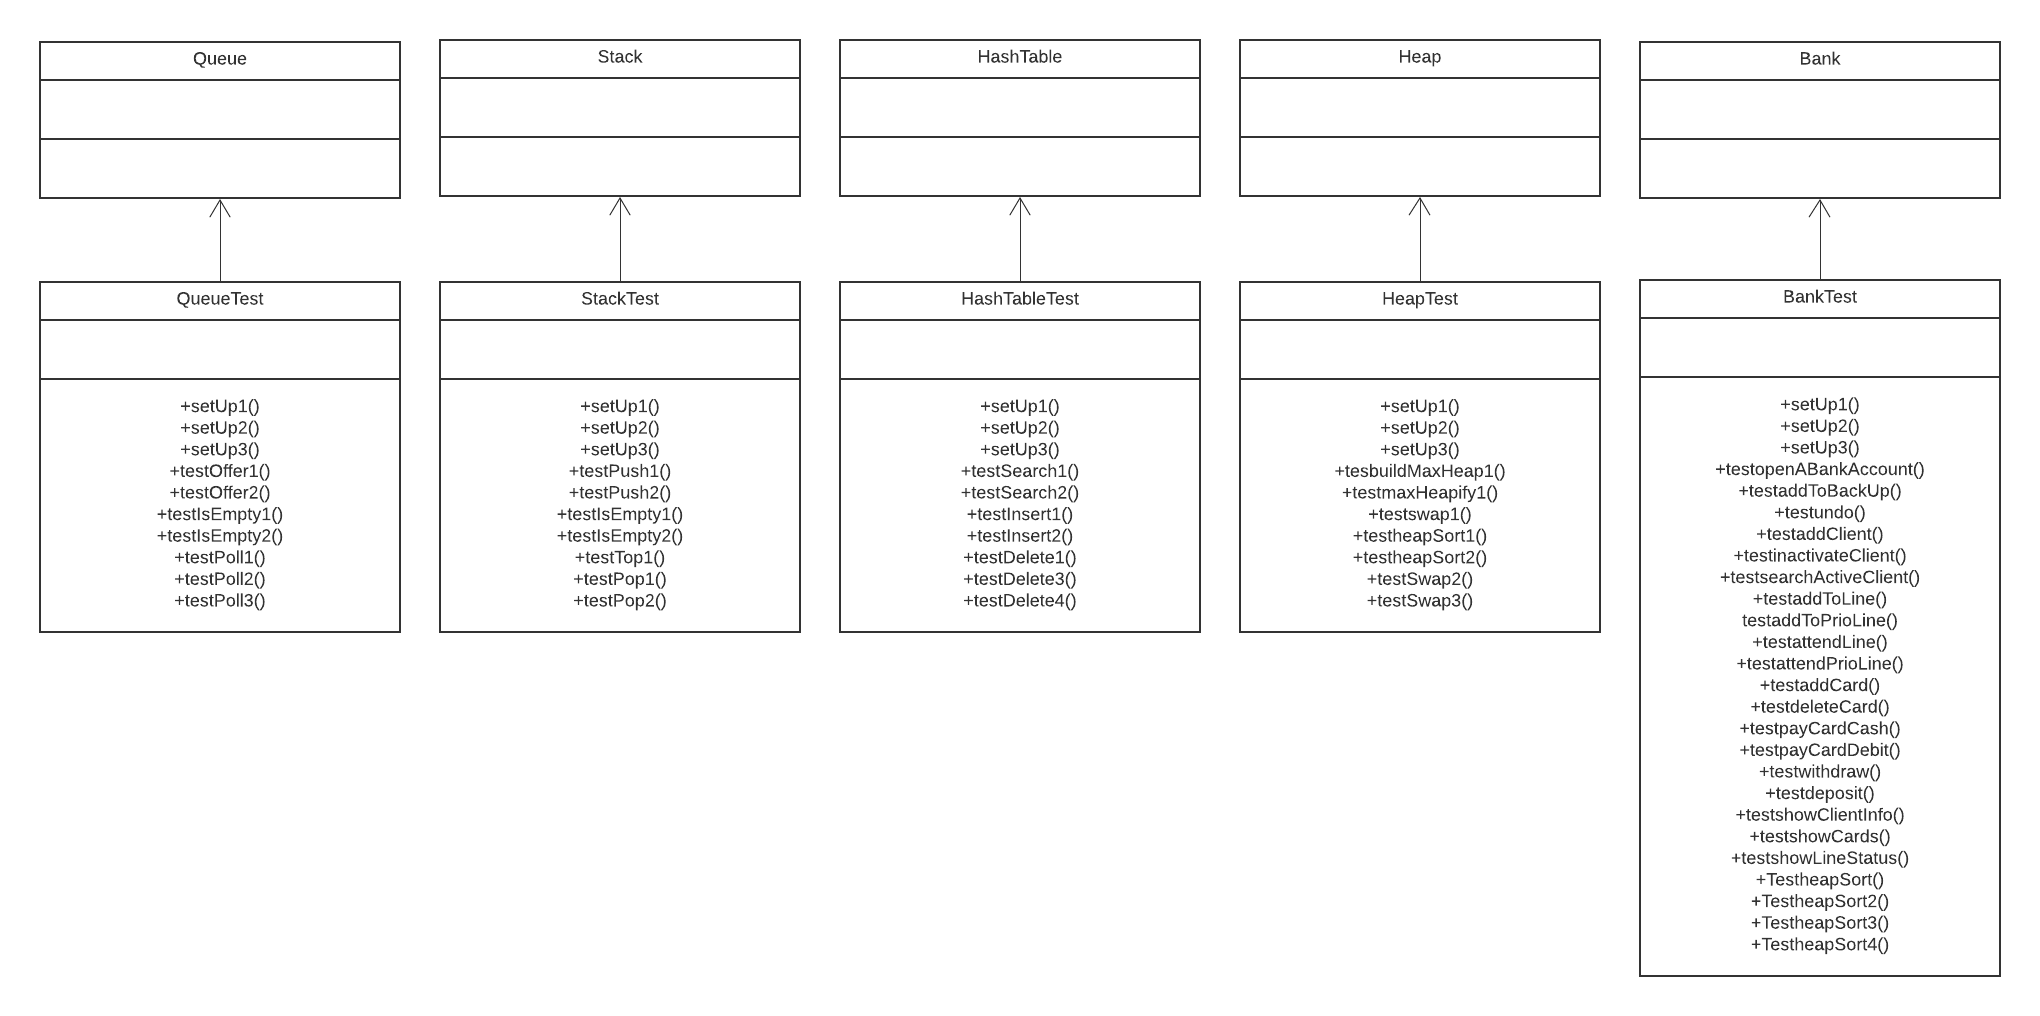 Queue
Stack
HashTable
Heap
Bank
QueueTest
+setUp1()
+setUp2()
+setUp3()
+testOffer1()
+testOffer2()
+testIsEmpty1()
+testIsEmpty2()
+testPoll1()
+testPoll2()
+testPoll3()
StackTest
+setUp1()
+setUp2()
+setUp3()
+testPush1()
+testPush2()
+testIsEmpty1()
+testIsEmpty2()
+testTop1()
+testPop1()
+testPop2()
HashTableTest
+setUp1()
+setUp2()
+setUp3()
+testSearch1()
+testSearch2()
+testInsert1()
+testInsert2()
+testDelete1()
+testDelete3()
+testDelete4()
HeapTest
+setUp1()
+setUp2()
+setUp3()
+tesbuildMaxHeap1()
+testmaxHeapify1()
+testswap1()
+testheapSort1()
+testheapSort2()
+testSwap2()
+testSwap3()
BankTest
+setUp1()
+setUp2()
+setUp3()
+testopenABankAccount()
+testaddToBackUp()
+testundo()
+testaddClient()
+testinactivateClient()
+testsearchActiveClient()
+testaddToLine()
testaddToPrioLine()
+testattendLine()
+testattendPrioLine()
+testaddCard()
+testdeleteCard()
+testpayCardCash()
+testpayCardDebit()
+testwithdraw()
+testdeposit()
+testshowClientInfo()
+testshowCards()
+testshowLineStatus()
+TestheapSort()
+TestheapSort2()
+TestheapSort3()
+TestheapSort4()